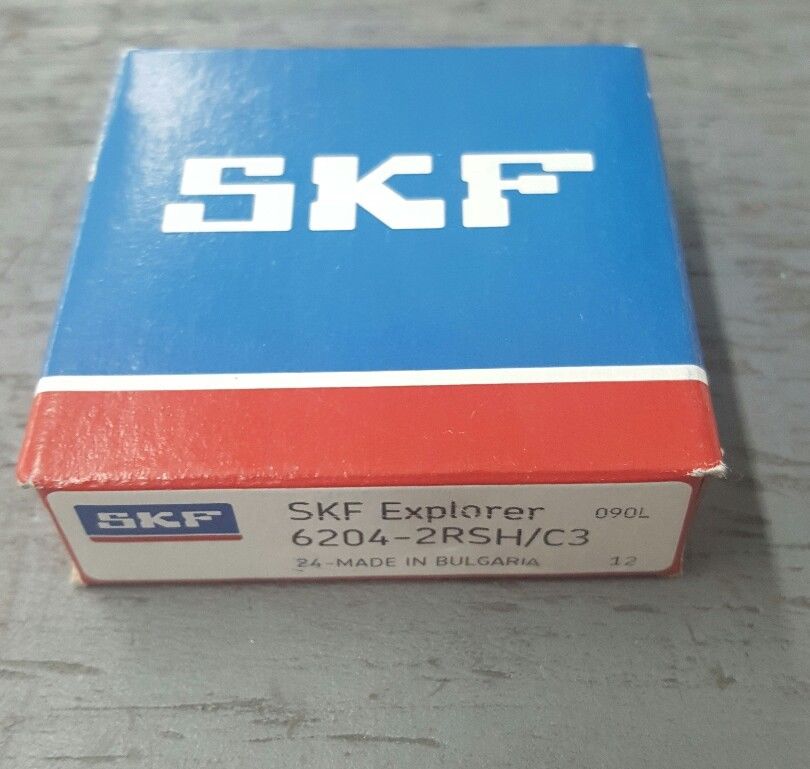 SKF
SKF
SKF Explorer 090L
6204-2RSH/C3
24-MADE IN BULGARIA 12